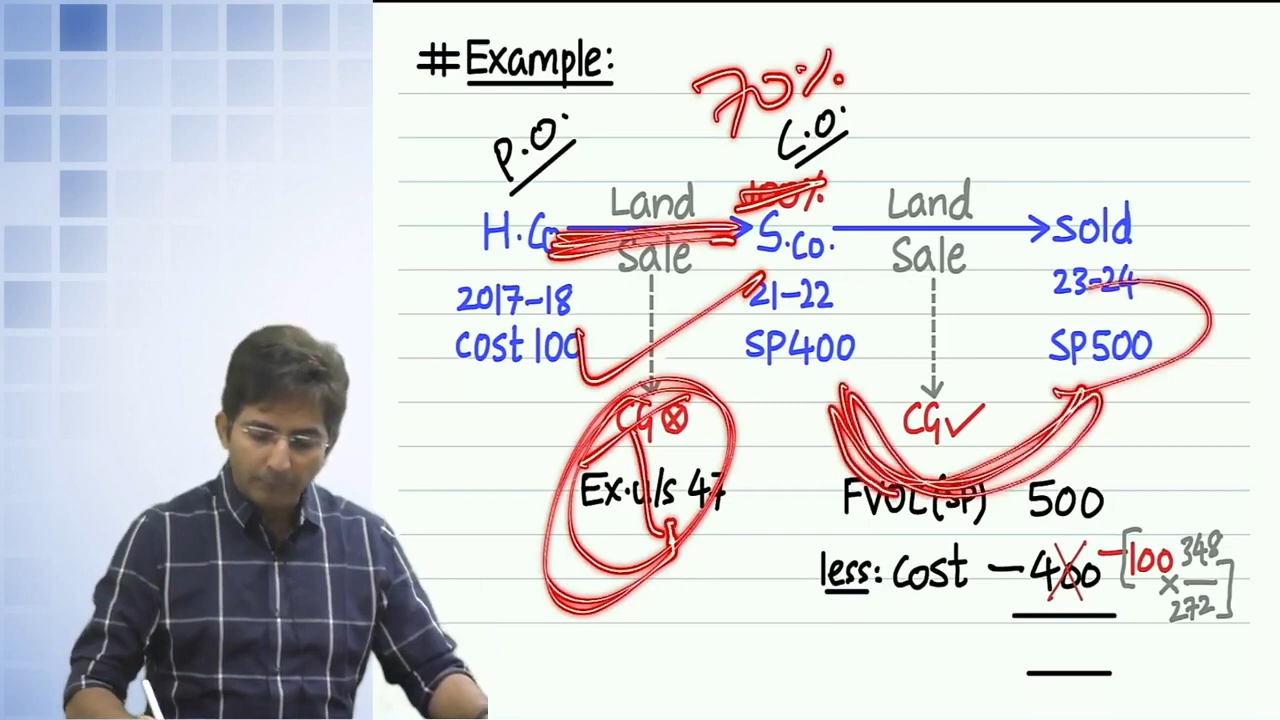 #Example:
70%
P.O.
C.O.
Land
100%
Land
H.Co
S.Co.
Sold
Sale
Sale
2017-18
21-22
23-24
Cost 100
SP400
SP500
CG ⊗
CG✓
Ex.u/s 47
FVOC(SP) 500
less: Cost -400 -[100 × 348/272]